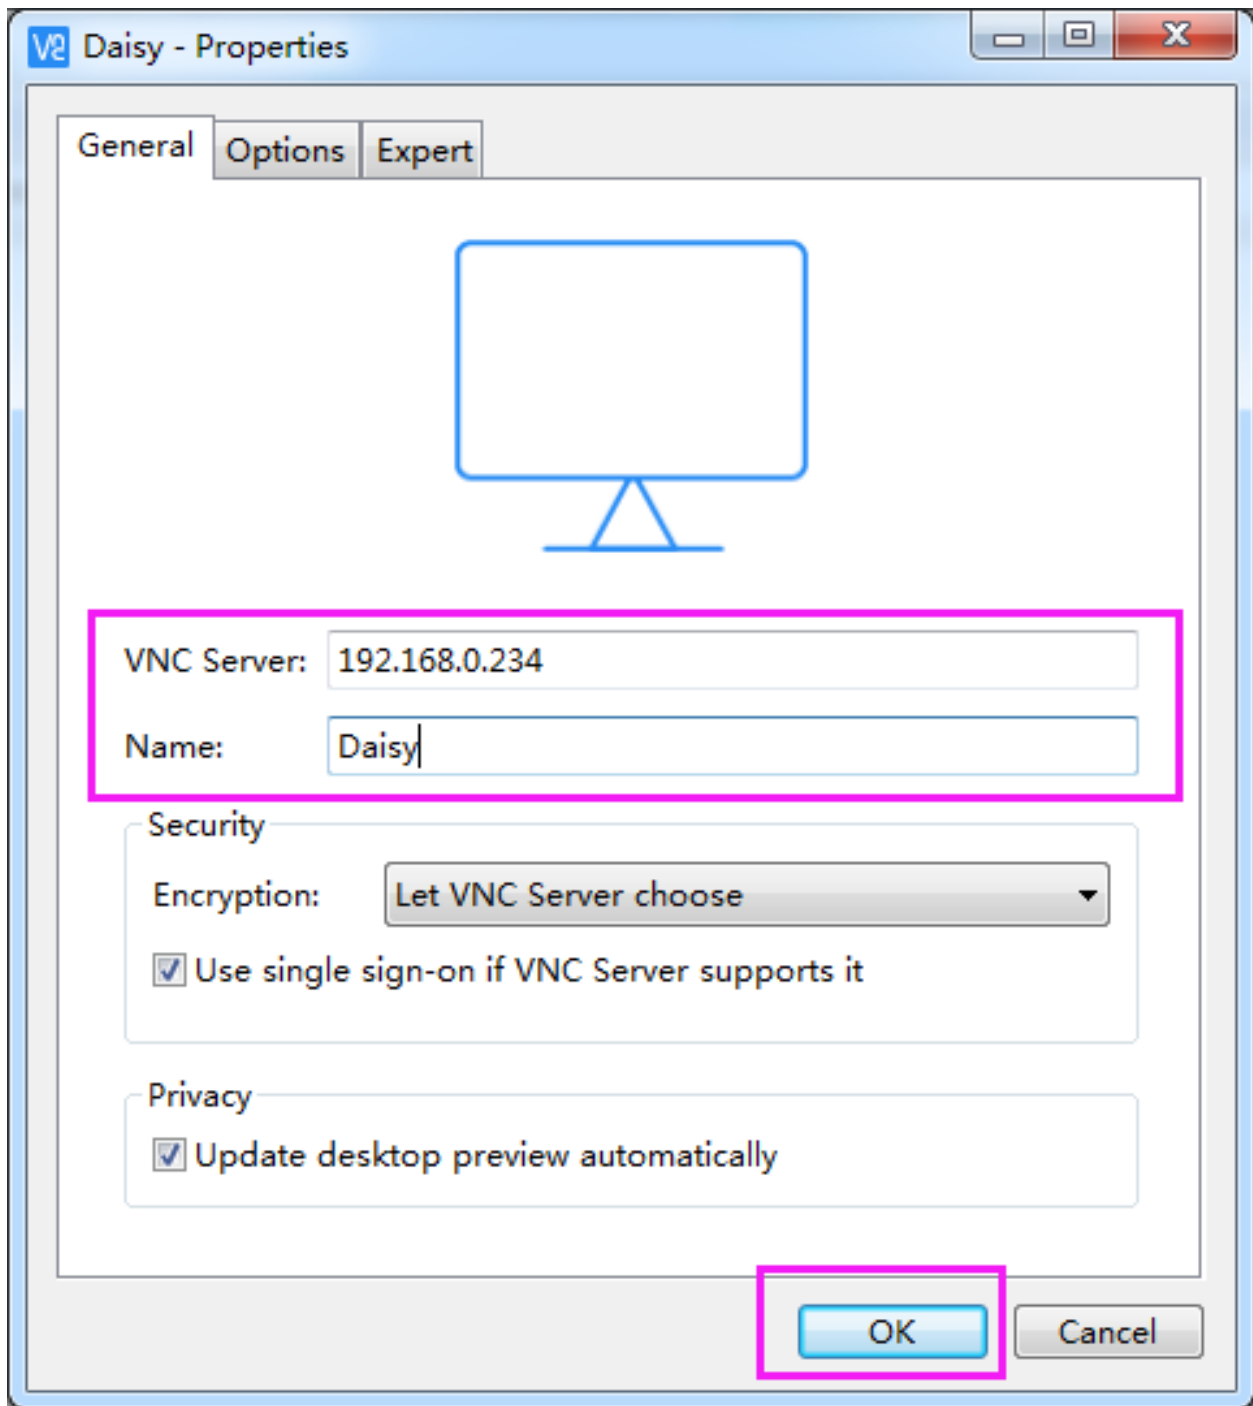 V2 Daisy - Properties
General Options Expert
VNC Server: 192.168.0.234
Name: Daisy
Security
Encryption: Let VNC Server choose
Use single sign-on if VNC Server supports it
Privacy
Update desktop preview automatically
OK Cancel